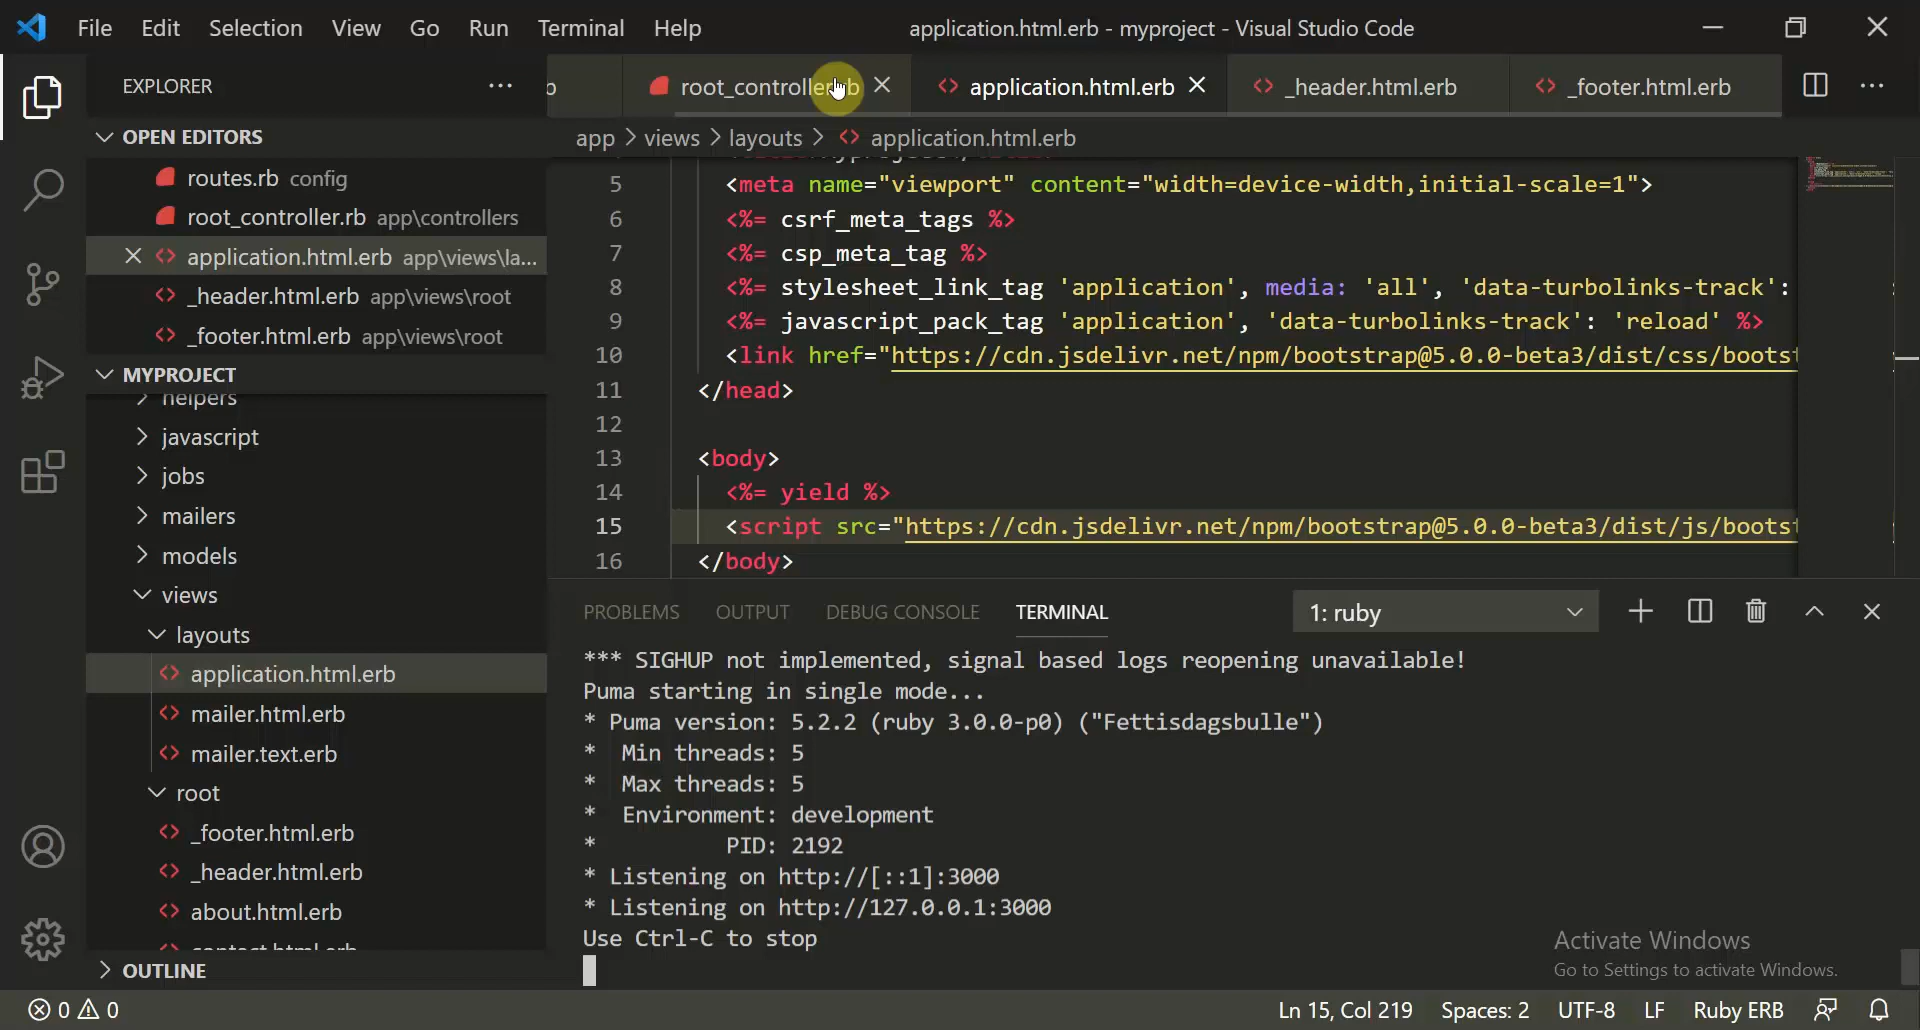 File Edit Selection View Go Run Terminal Help application.html.erb - myproject - Visual Studio Code
EXPLORER
b root_controller.rb application.html.erb _header.html.erb _footer.html.erb
OPEN EDITORS
app > views > layouts > application.html.erb
routes.rb config
root_controller.rb app\controllers
application.html.erb app\views\la...
_header.html.erb app\views\root
_footer.html.erb app\views\root
MYPROJECT
helpers
javascript
jobs
mailers
models
views
layouts
application.html.erb
mailer.html.erb
mailer.text.erb
root
_footer.html.erb
_header.html.erb
about.html.erb
contact.html.erb
OUTLINE
5 <meta name="viewport" content="width=device-width,initial-scale=1">
6 <%= csrf_meta_tags %>
7 <%= csp_meta_tag %>
8 <%= stylesheet_link_tag 'application', media: 'all', 'data-turbolinks-track':
9 <%= javascript_pack_tag 'application', 'data-turbolinks-track': 'reload' %>
10 <link href="https://cdn.jsdelivr.net/npm/bootstrap@5.0.0-beta3/dist/css/bootst
11 </head>
12
13 <body>
14 <%= yield %>
15 <script src="https://cdn.jsdelivr.net/npm/bootstrap@5.0.0-beta3/dist/js/boots
16 </body>
PROBLEMS OUTPUT DEBUG CONSOLE TERMINAL 1: ruby
*** SIGHUP not implemented, signal based logs reopening unavailable!
Puma starting in single mode...
* Puma version: 5.2.2 (ruby 3.0.0-p0) ("Fettisdagsbulle")
* Min threads: 5
* Max threads: 5
* Environment: development
* PID: 2192
* Listening on http://[::1]:3000
* Listening on http://127.0.0.1:3000
Use Ctrl-C to stop
Activate Windows
Go to Settings to activate Windows.
0 0 Ln 15, Col 219 Spaces: 2 UTF-8 LF Ruby ERB